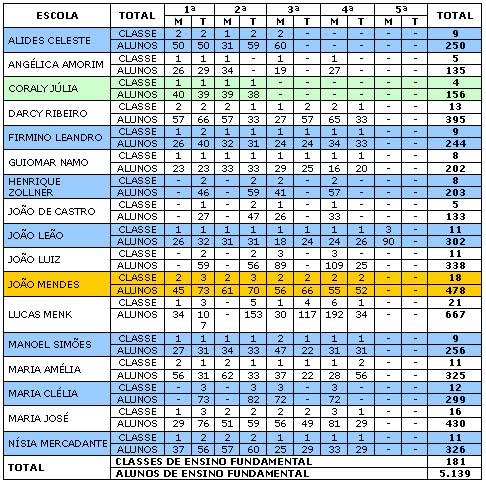 ESCOLA TOTAL 1ª 2ª 3ª 4ª 5ª TOTAL
M T M T M T M T M T
ALIDES CELESTE CLASSE 2 2 1 2 2 - - - - - 9
ALUNOS 50 50 31 59 60 - - - - - 250
ANGÉLICA AMORIM CLASSE 1 1 1 - 1 - 1 - - - 5
ALUNOS 26 29 34 - 19 - 27 - - - 135
CORALY JÚLIA CLASSE 1 1 1 1 - - - - - - 4
ALUNOS 40 39 39 38 - - - - - - 156
DARCY RIBEIRO CLASSE 2 2 2 1 1 2 2 1 - - 13
ALUNOS 57 66 57 33 27 57 65 33 - - 395
FIRMINO LEANDRO CLASSE 1 2 1 1 1 1 1 1 - - 9
ALUNOS 26 40 32 31 24 24 34 33 - - 244
GUIOMAR NAMO CLASSE 1 1 1 1 1 1 1 1 - - 8
ALUNOS 23 23 33 33 29 25 16 20 - - 202
HENRIQUE ZOLLNER CLASSE - 2 - 2 2 - 2 - - - 8
ALUNOS - 46 - 59 41 - 57 - - - 203
JOÃO DE CASTRO CLASSE - 1 - 2 1 - 1 - - - 5
ALUNOS - 27 - 47 26 - 33 - - - 133
JOÃO LEÃO CLASSE 1 1 1 1 1 1 1 1 3 - 11
ALUNOS 26 32 31 31 18 24 24 26 90 - 302
JOÃO LUIZ CLASSE - 2 - 2 3 - 3 1 - - 11
ALUNOS - 59 - 56 89 - 109 25 - - 338
JOÃO MENDES CLASSE 2 3 2 3 2 2 2 2 - - 18
ALUNOS 45 73 61 70 56 66 55 52 - - 478
LUCAS MENK CLASSE 1 3 - 5 1 4 6 1 - - 21
ALUNOS 34 107 - 153 30 117 192 34 - - 667
MANOEL SIMÕES CLASSE 1 1 1 1 2 1 1 1 - - 9
ALUNOS 27 31 34 33 47 22 31 31 - - 256
MARIA AMÉLIA CLASSE 2 1 2 1 1 1 1 2 - - 11
ALUNOS 56 31 62 33 37 22 28 56 - - 325
MARIA CLÉLIA CLASSE - 3 - 3 3 - 3 - - - 12
ALUNOS - 73 - 82 72 - 72 - - - 299
MARIA JOSÉ CLASSE 1 3 2 2 2 2 3 1 - - 16
ALUNOS 29 76 51 59 56 49 81 29 - - 430
NÍSIA MERCADANTE CLASSE 1 2 2 2 1 1 1 1 - - 11
ALUNOS 37 56 57 60 25 29 33 29 - - 326
TOTAL CLASSES DE ENSINO FUNDAMENTAL 181
ALUNOS DE ENSINO FUNDAMENTAL 5.139